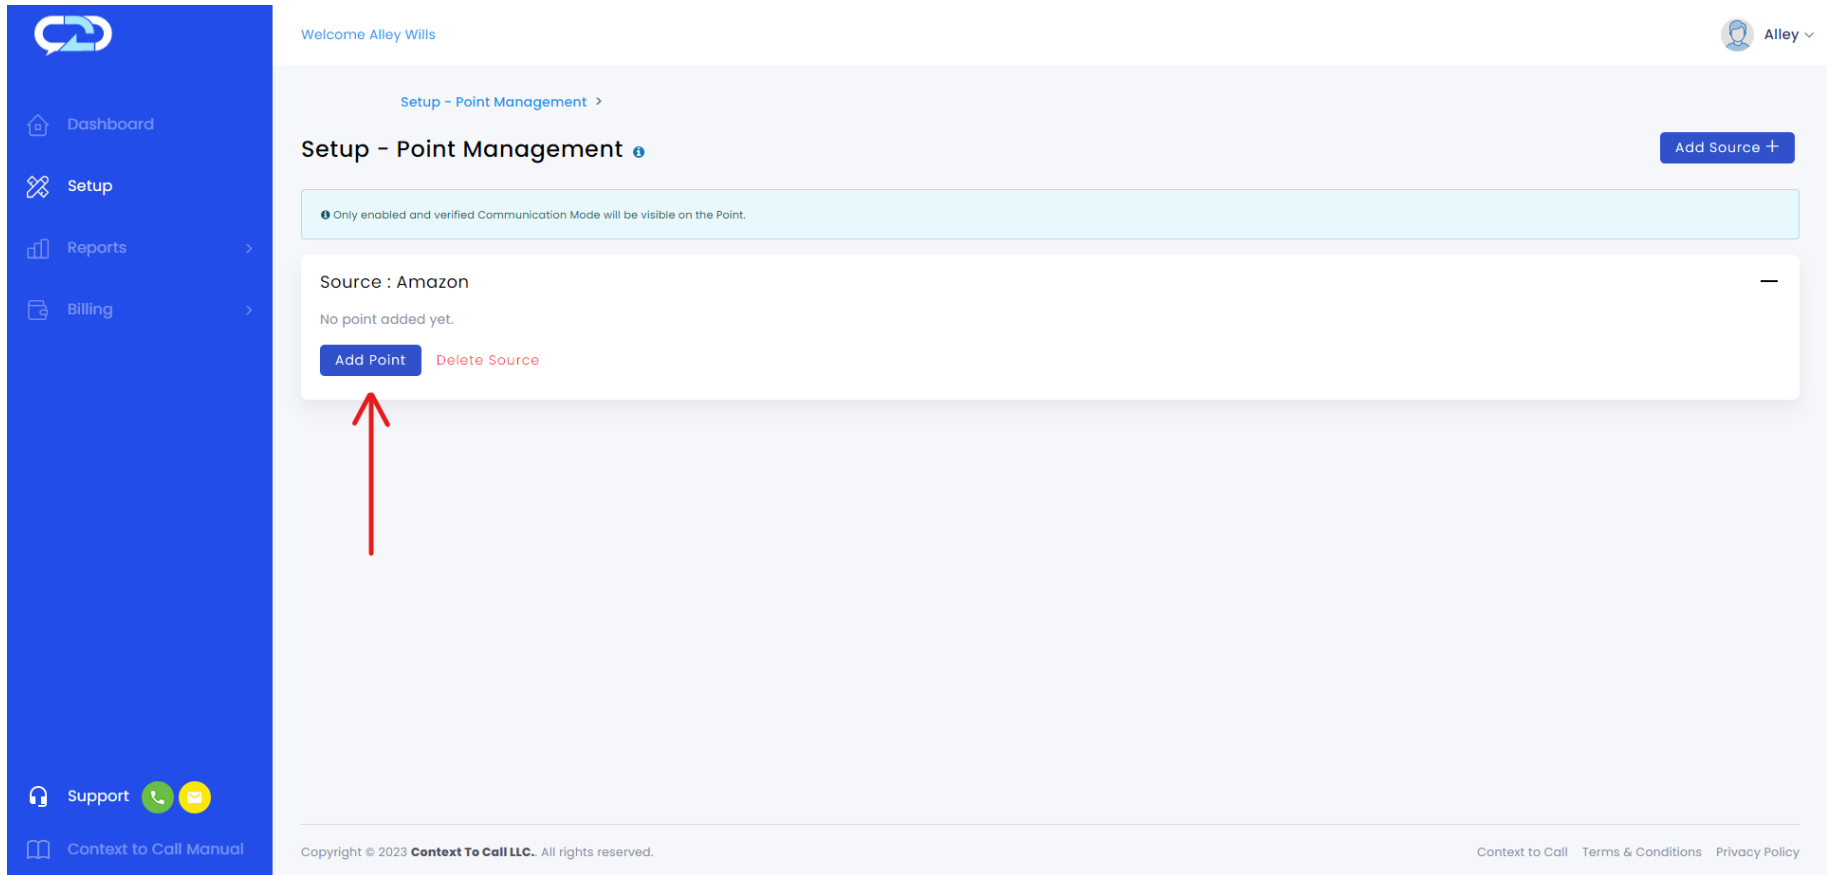 Welcome Alley Wills
Alley
Dashboard
Setup
Reports
Billing
Support
Context to Call Manual
Setup - Point Management >
Setup - Point Management
Add Source +
Only enabled and verified Communication Mode will be visible on the Point.
Source : Amazon
No point added yet.
Add Point Delete Source
Copyright © 2023 Context To Call LLC.. All rights reserved.
Context to Call Terms & Conditions Privacy Policy